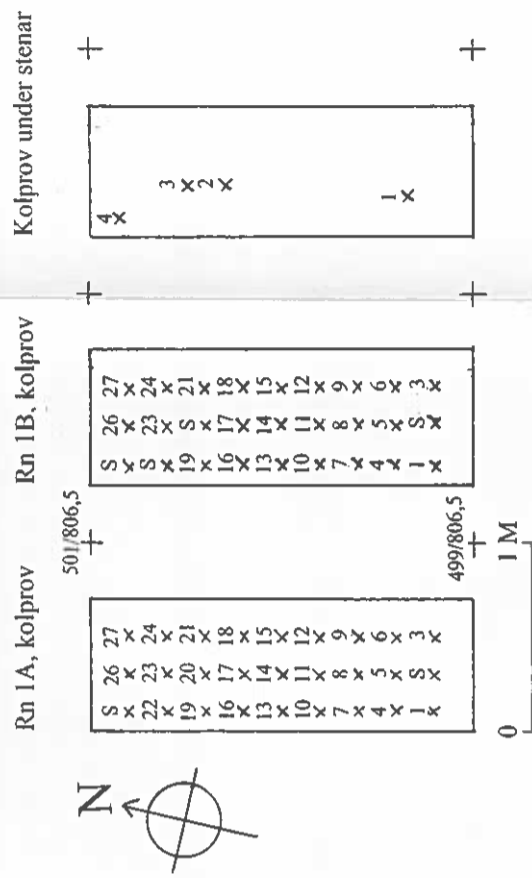 Rn 1A, kolprov
Rn 1B, kolprov
Kolprov under stenar
N
501/806,5
S 26 27
22 23 24
19 20 21
16 17 18
13 14 15
10 11 12
7 8 9
4 5 6
1 S 3
S 26 27
S 23 24
19 S 21
16 17 18
13 14 15
10 11 12
7 8 9
4 5 6
1 S 3
4
3
2
1
499/806,5
0 1 M